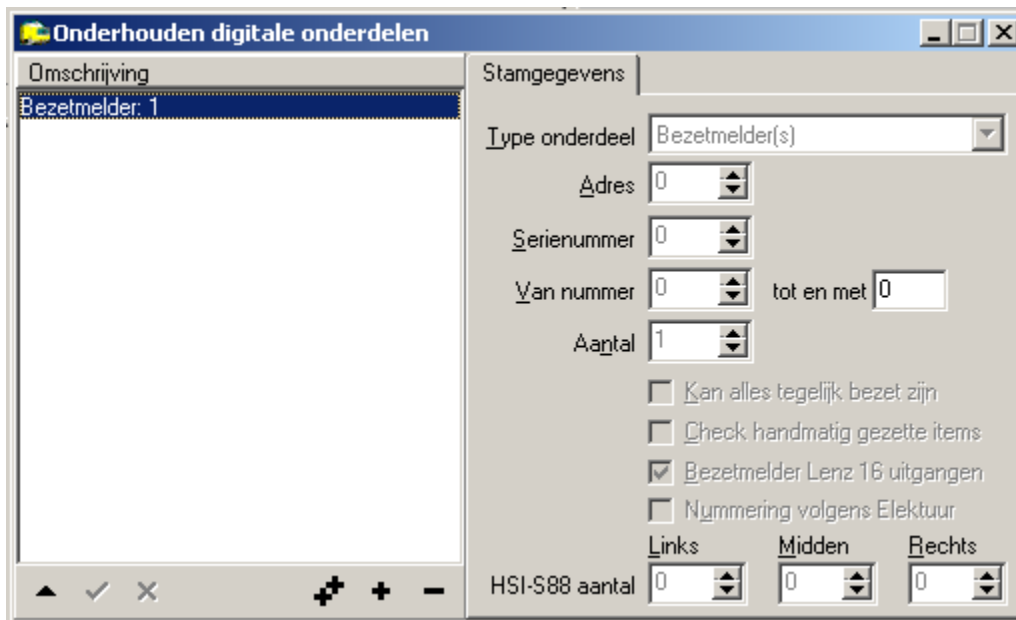 Onderhouden digitale onderdelen
Omschrijving
Bezetmelder: 1
Stamgegevens
Type onderdeel Bezetmelder(s)
Adres 0
Serienummer 0
Van nummer 0 tot en met 0
Aantal 1
Kan alles tegelijk bezet zijn
Check handmatig gezette items
Bezetmelder Lenz 16 uitgangen
Nummering volgens Elektuur
Links Midden Rechts
HSI-S88 aantal 0 0 0